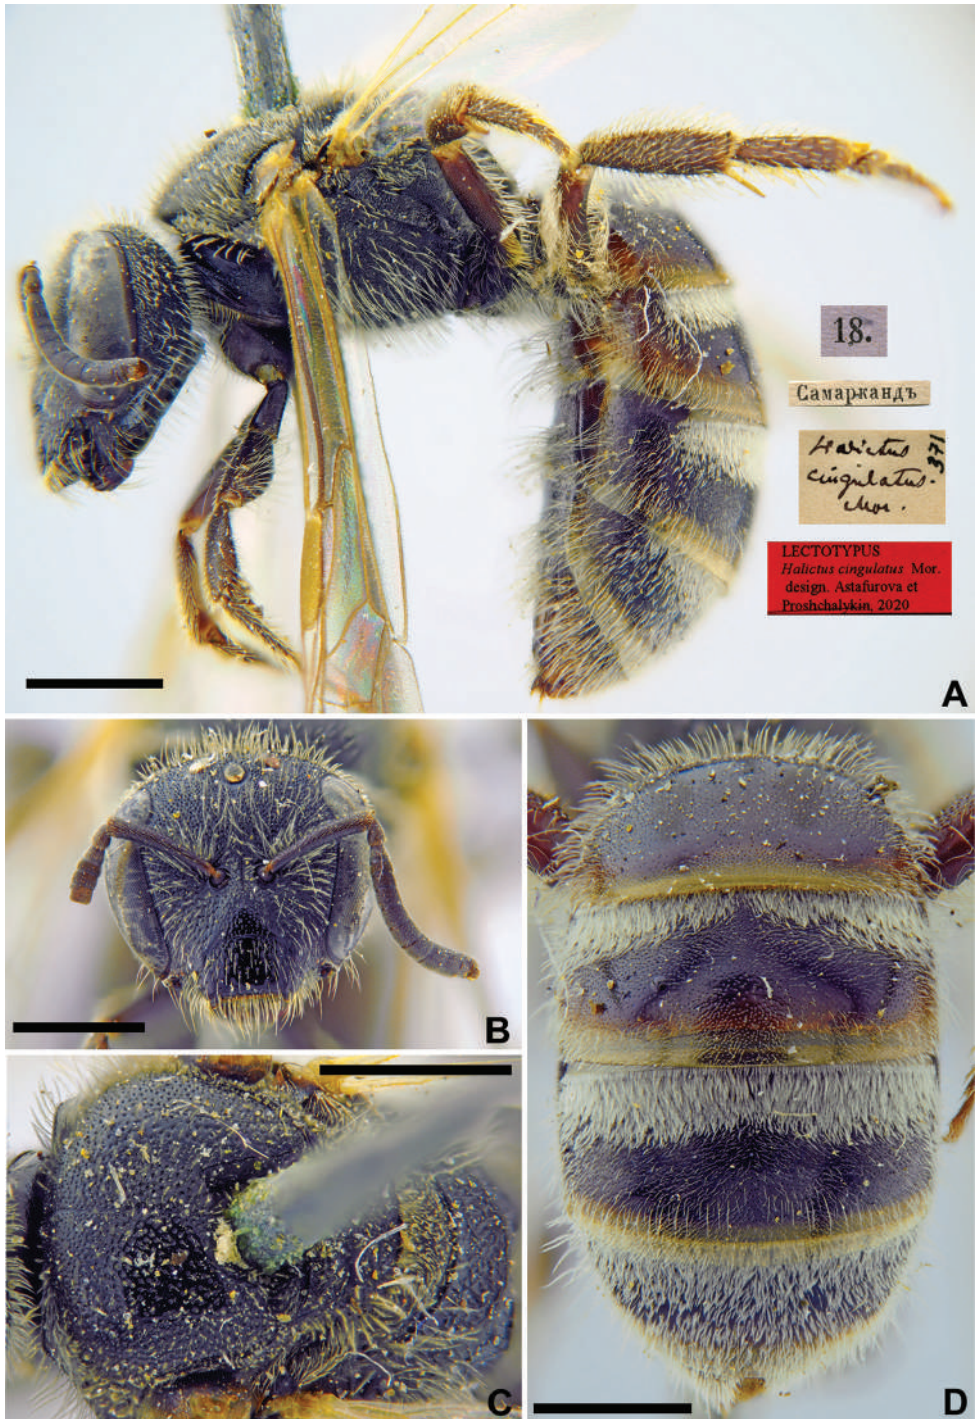 18.
Самаркандъ
Halictus
cingulatus.
Mor.
371
LECTOTYPUS
Halictus cingulatus Mor.
design. Astafurova et
Proshchalykin, 2020
A
B
C
D